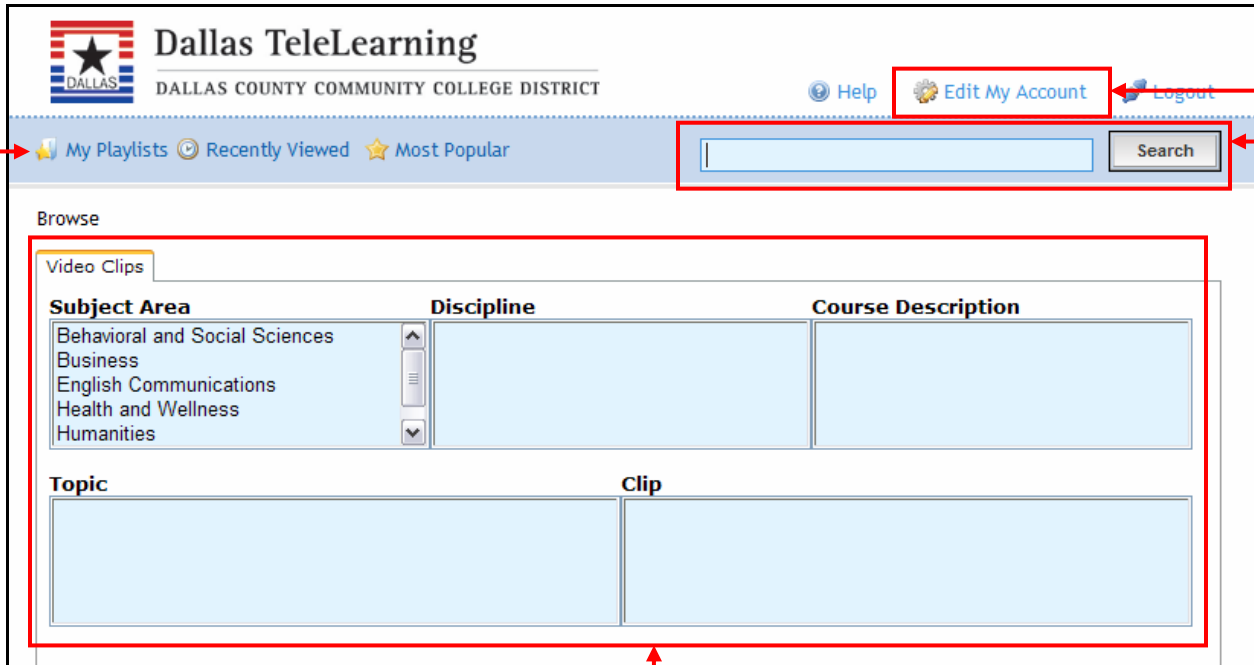 Dallas TeleLearning
DALLAS
DALLAS COUNTY COMMUNITY COLLEGE DISTRICT
Help Edit My Account Logout
My Playlists Recently Viewed Most Popular Search
Browse
Video Clips
Subject Area Discipline Course Description
Behavioral and Social Sciences
Business
English Communications
Health and Wellness
Humanities
Topic Clip